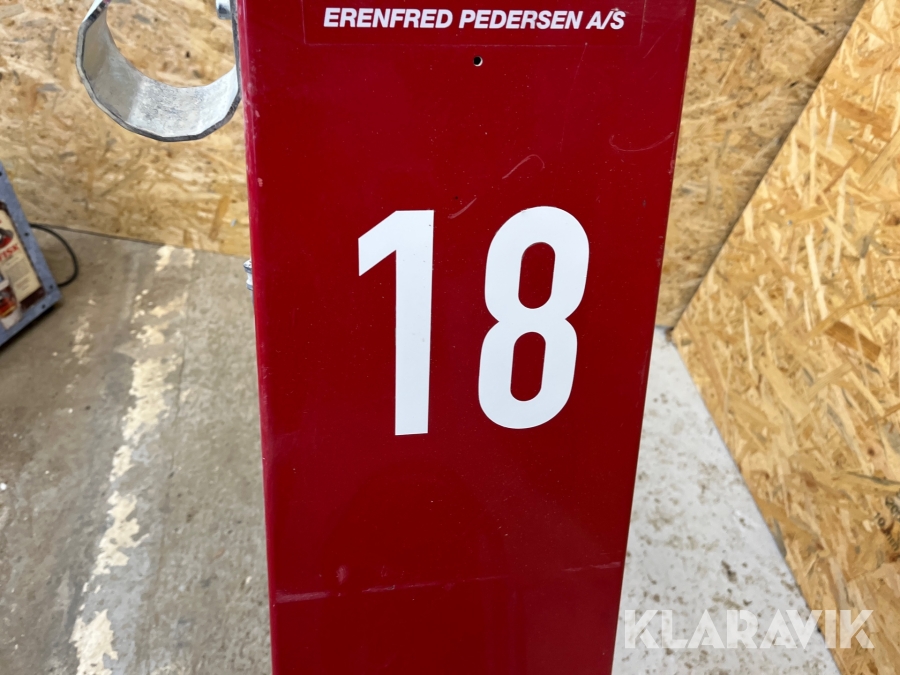 ERENFRED PEDERSEN A/S
18
KLARAVIK